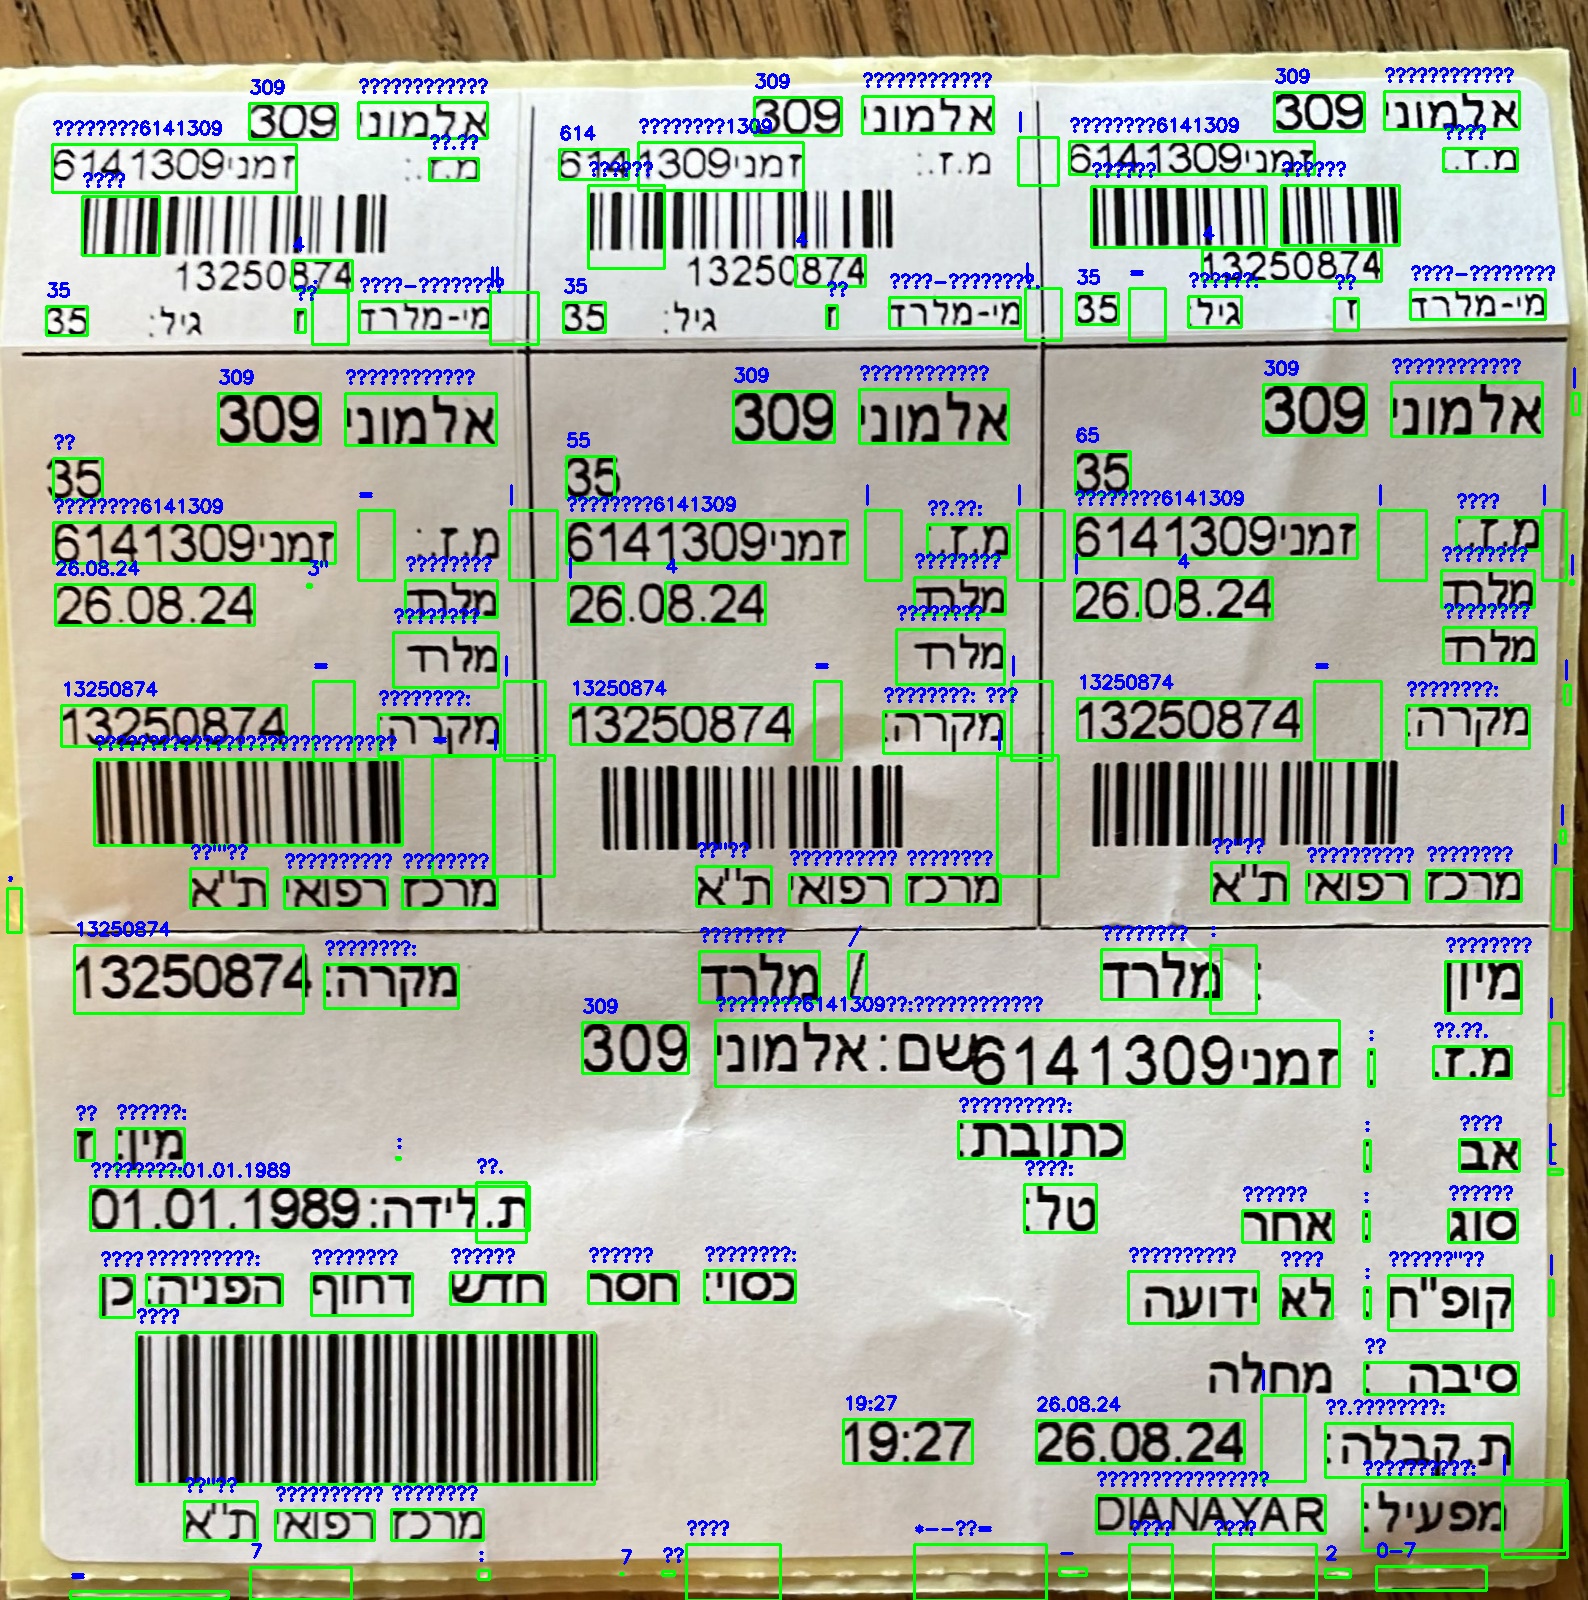 אלמוני 309
מ.ז.: זמני6141309
13250874
מי-מלרד ז גיל: 35
אלמוני 309
מ.ז.: זמני6141309
13250874
מי-מלרד ז גיל: 35
אלמוני 309
מ.ז.: זמני6141309
13250874
מי-מלרד ז גיל: 35
אלמוני 309
35
מ.ז.: זמני6141309
מלרד 26.08.24
מלרד
מקרה: 13250874
מרכז רפואי ת"א
אלמוני 309
35
מ.ז.: זמני6141309
מלרד 26.08.24
מלרד
מקרה: 13250874
מרכז רפואי ת"א
אלמוני 309
35
מ.ז.: זמני6141309
מלרד 26.08.24
מלרד
מקרה: 13250874
מרכז רפואי ת"א
מיון : מלרד / מלרד מקרה: 13250874
מ.ז. : זמני6141309 שם: אלמוני 309
אב : כתובת: מין: ז
סוג : אחר טל: ת.לידה: 01.01.1989
קופ"ח : לא ידועה כסוי: חסר חדש דחוף הפניה: כן
סיבה : מחלה
ת.קבלה: 26.08.24 19:27
מפעיל: DIANAYAR מרכז רפואי ת"א